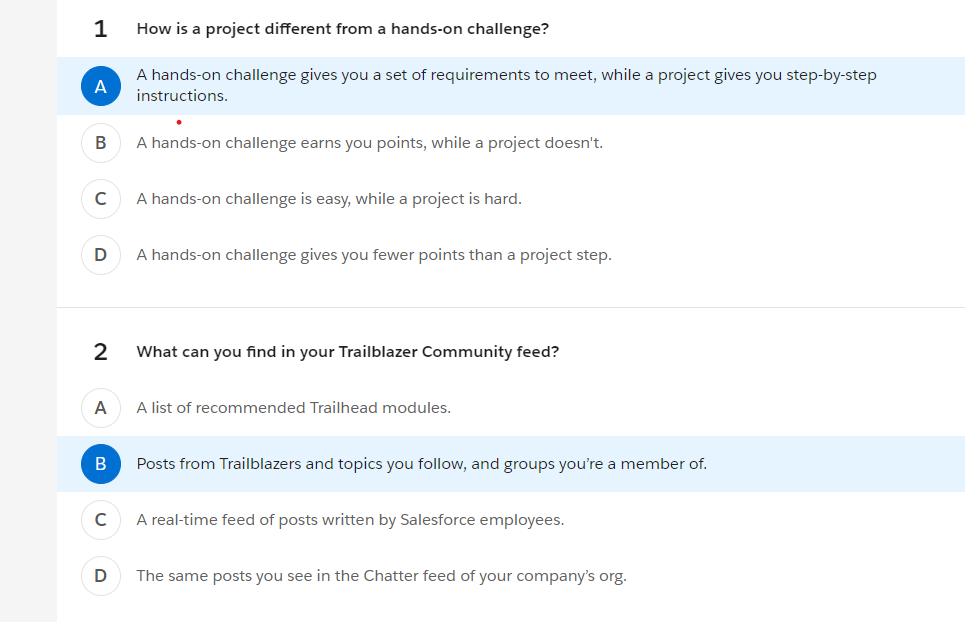 1 How is a project different from a hands-on challenge?
A A hands-on challenge gives you a set of requirements to meet, while a project gives you step-by-step
instructions.
B A hands-on challenge earns you points, while a project doesn't.
C A hands-on challenge is easy, while a project is hard.
D A hands-on challenge gives you fewer points than a project step.
2 What can you find in your Trailblazer Community feed?
A A list of recommended Trailhead modules.
B Posts from Trailblazers and topics you follow, and groups you’re a member of.
C A real-time feed of posts written by Salesforce employees.
D The same posts you see in the Chatter feed of your company’s org.